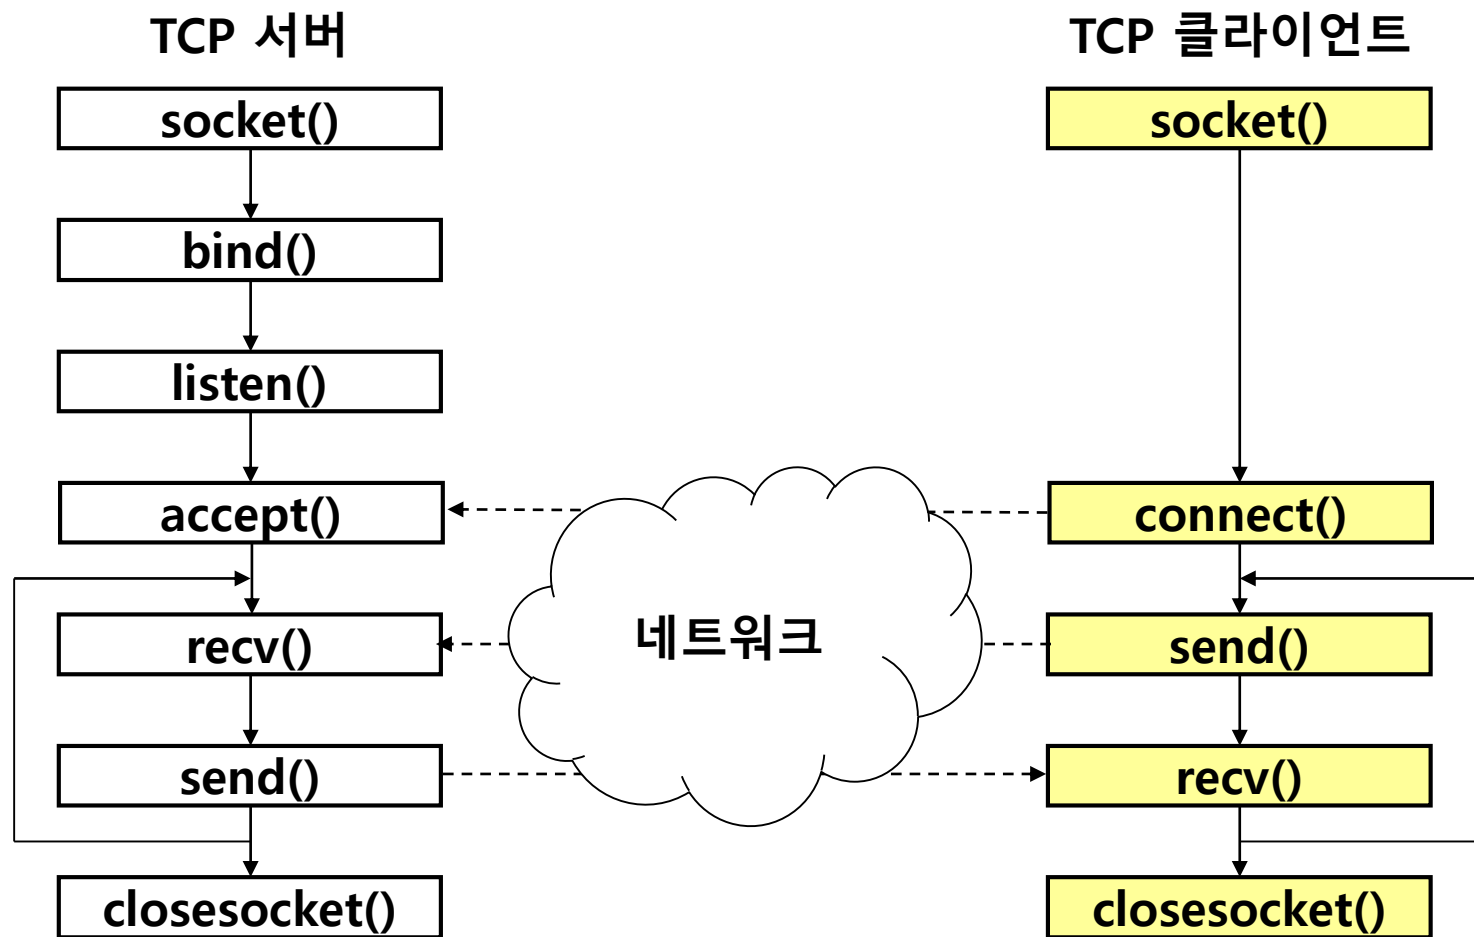 TCP 서버
TCP 클라이언트
socket()
socket()
bind()
listen()
accept()
connect()
recv()
네트워크
send()
send()
recv()
closesocket()
closesocket()